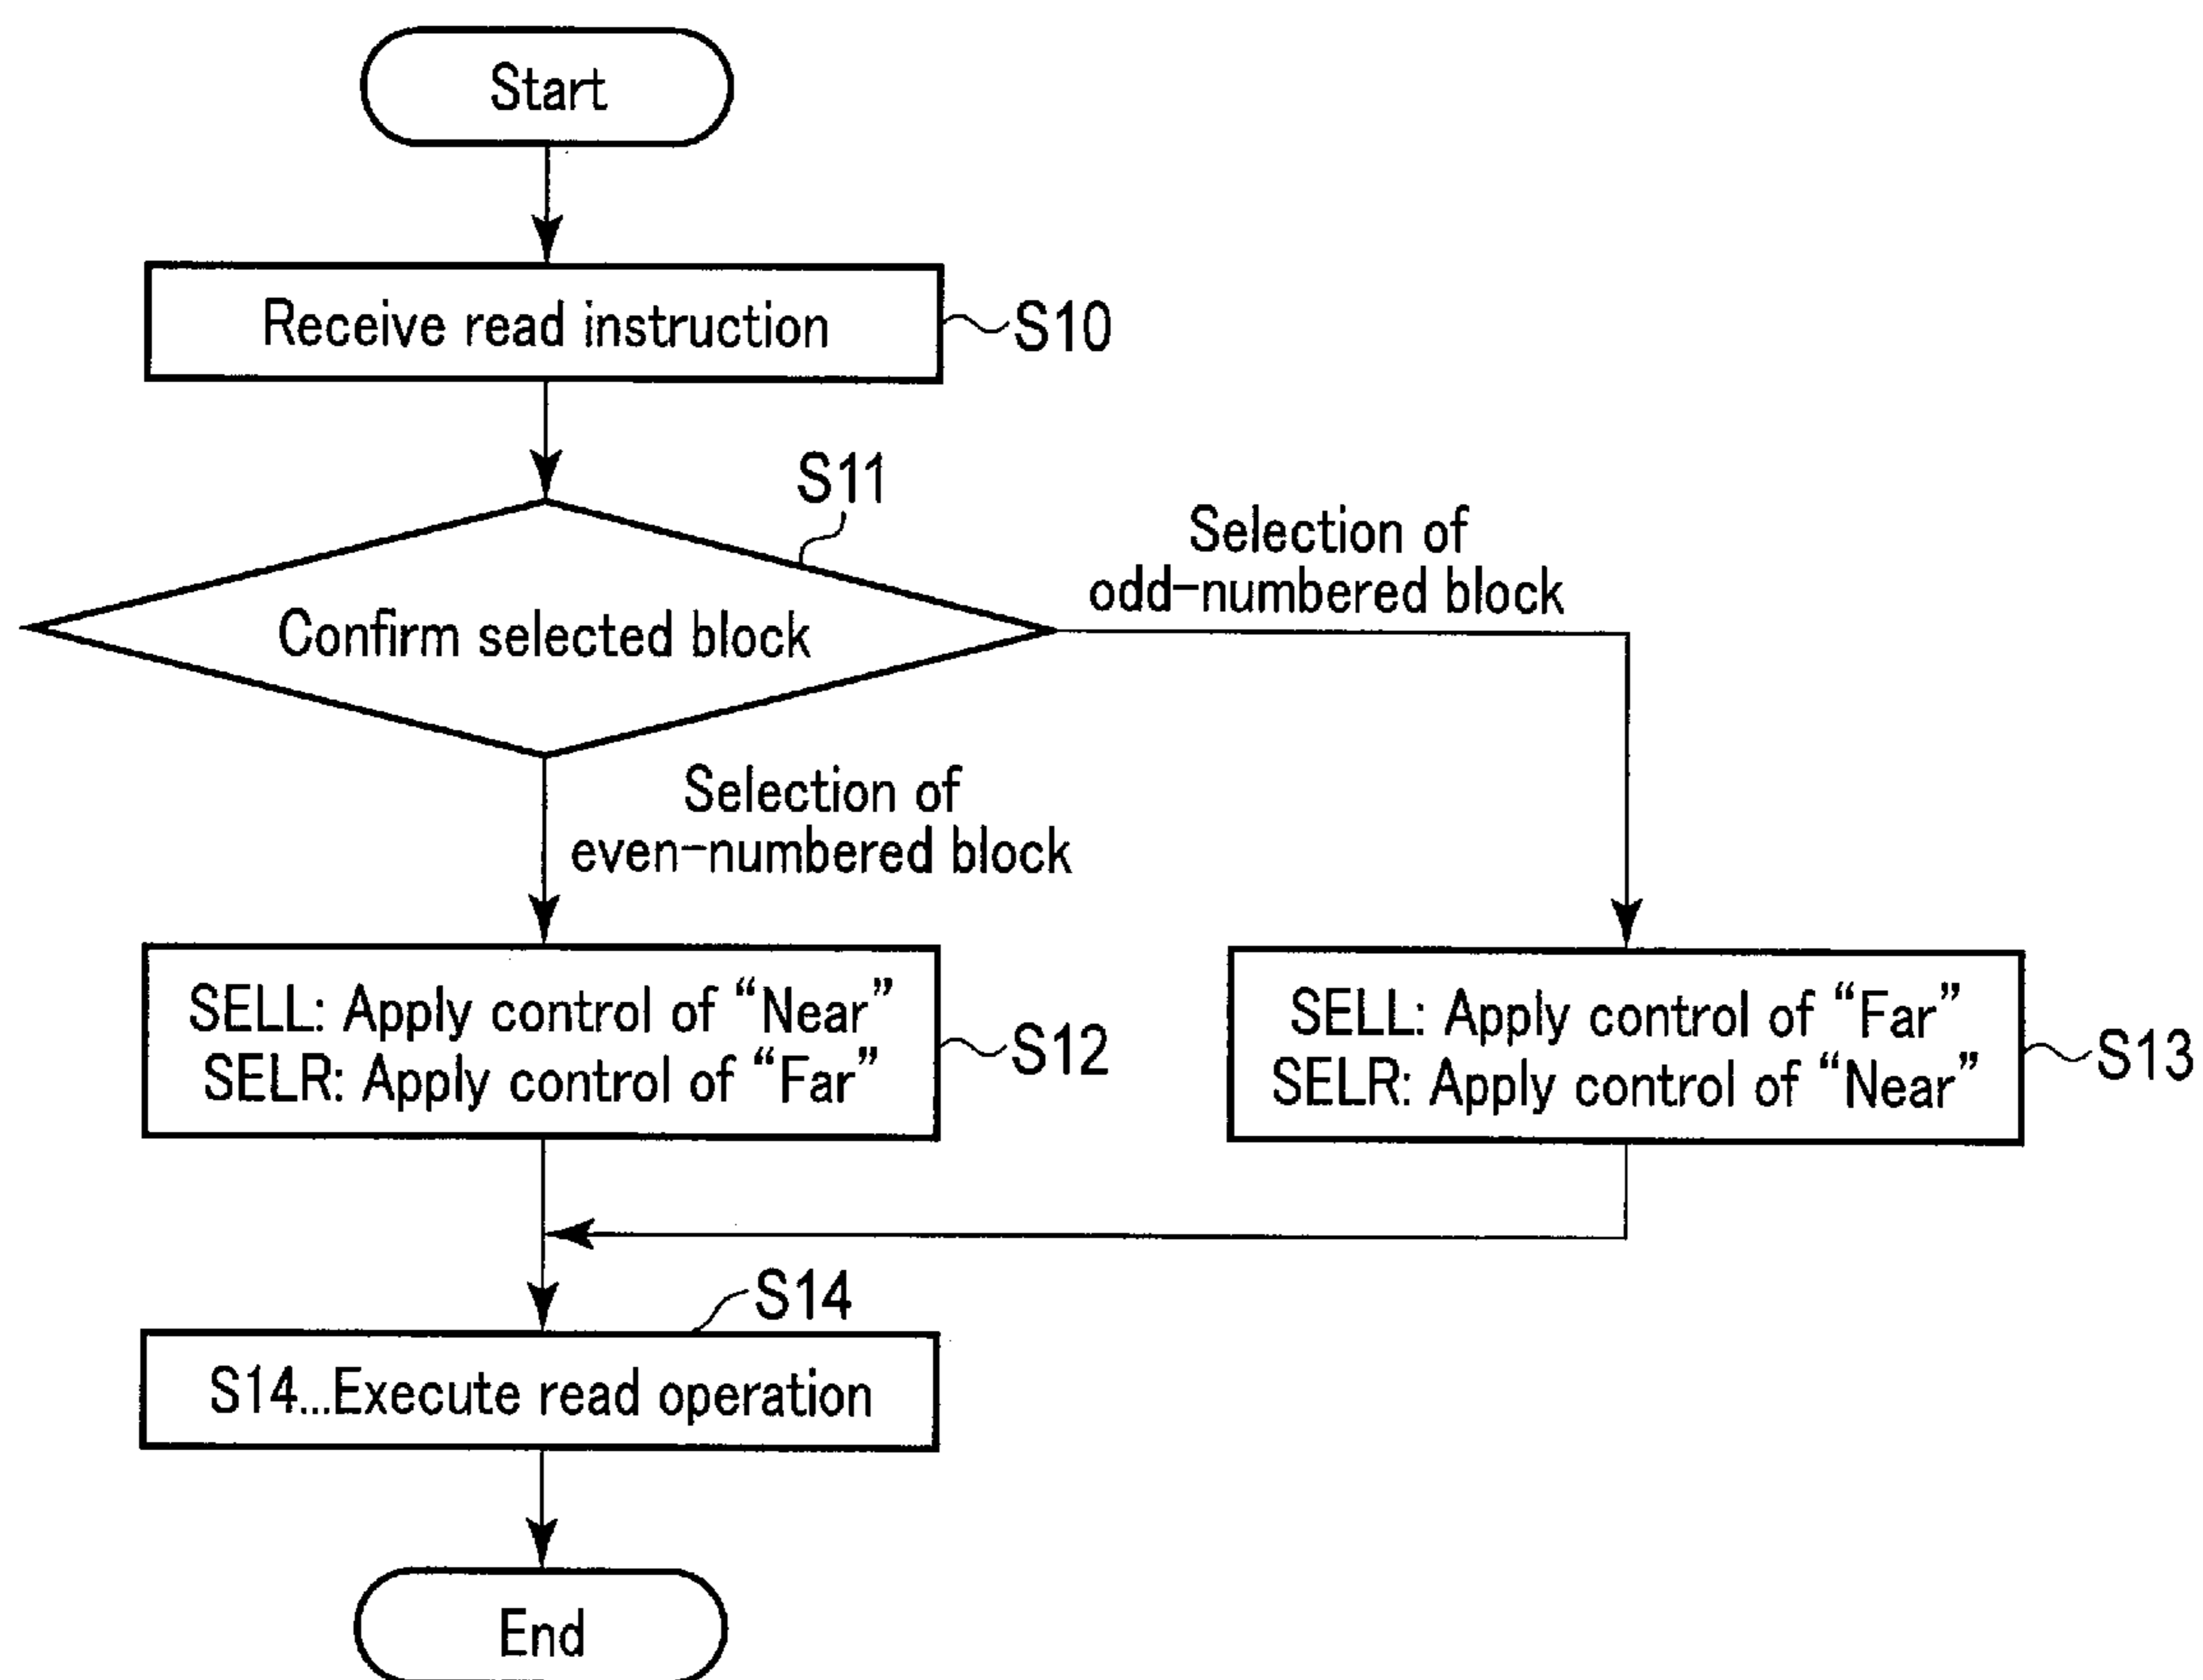 Start
Receive read instruction
S10
S11
Confirm selected block
Selection of
odd-numbered block
Selection of
even-numbered block
SELL: Apply control of “Near”
SELR: Apply control of “Far”
S12
SELL: Apply control of “Far”
SELR: Apply control of “Near”
S13
S14
S14...Execute read operation
End